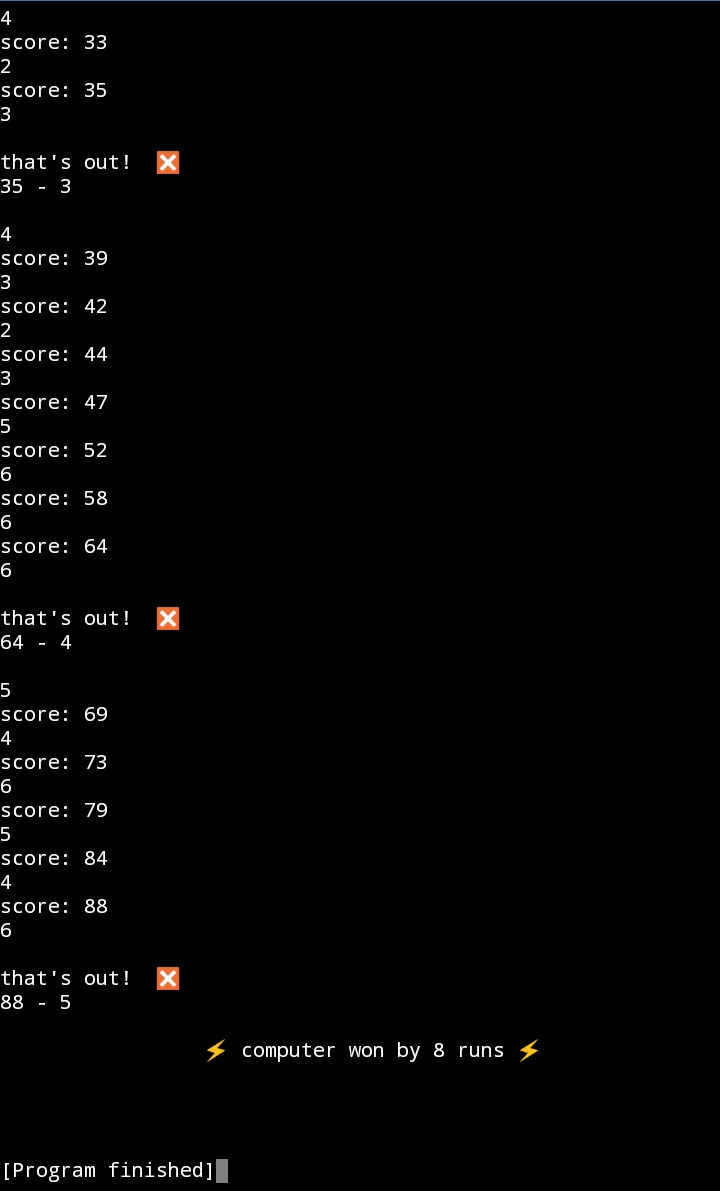 4
score: 33
2
score: 35
3
that's out! ❎
35 - 3
4
score: 39
3
score: 42
2
score: 44
3
score: 47
5
score: 52
6
score: 58
6
score: 64
6
that's out! ❎
64 - 4
5
score: 69
4
score: 73
6
score: 79
5
score: 84
4
score: 88
6
that's out! ❎
88 - 5
⚡ computer won by 8 runs ⚡
[Program finished]